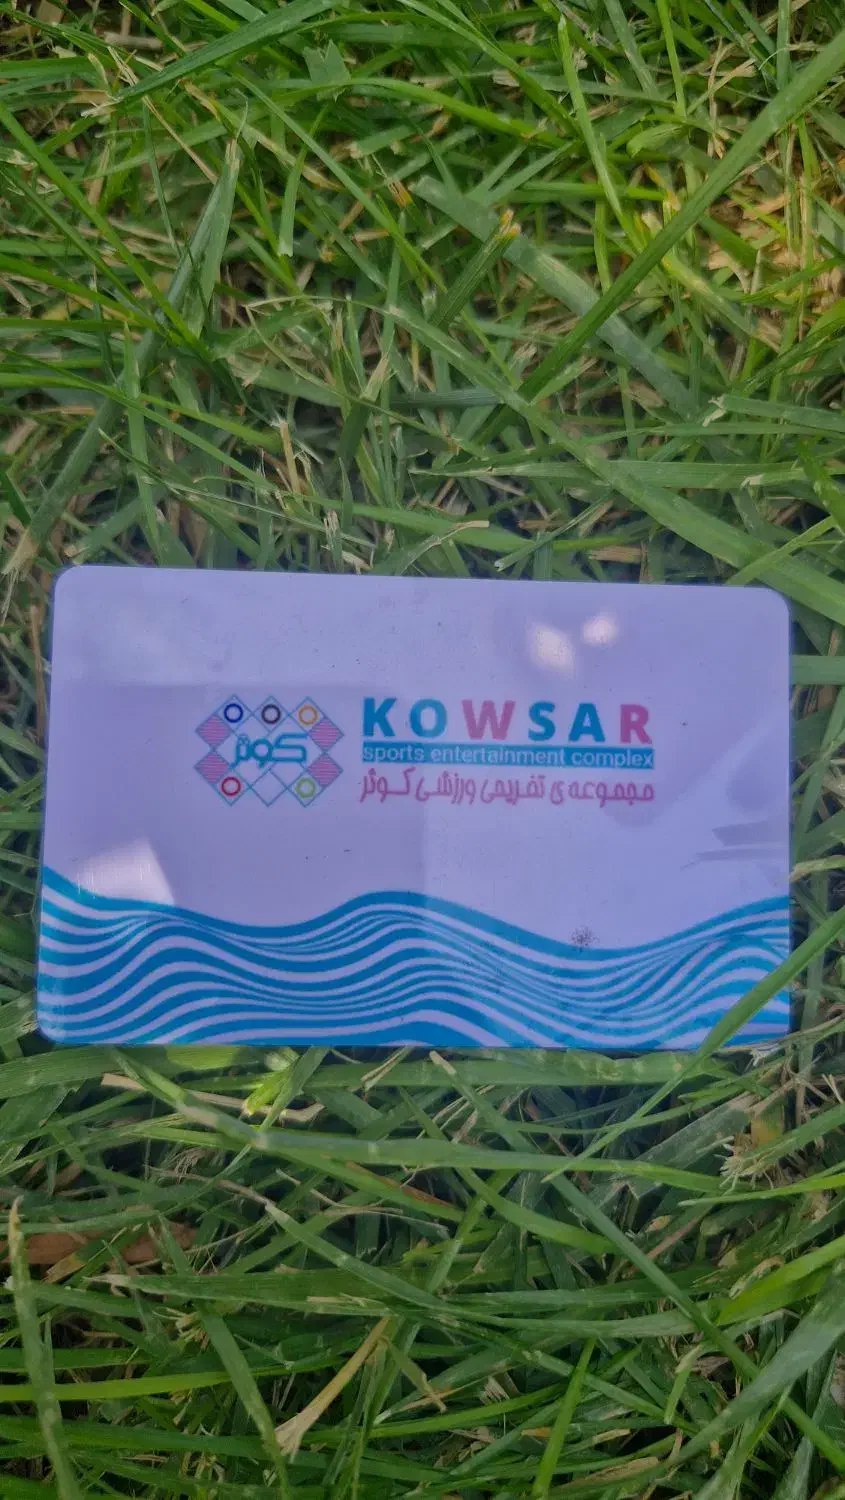 کوثر
KOWSAR
sports entertainment complex
مجموعه ی تفریحی ورزشی کوثر